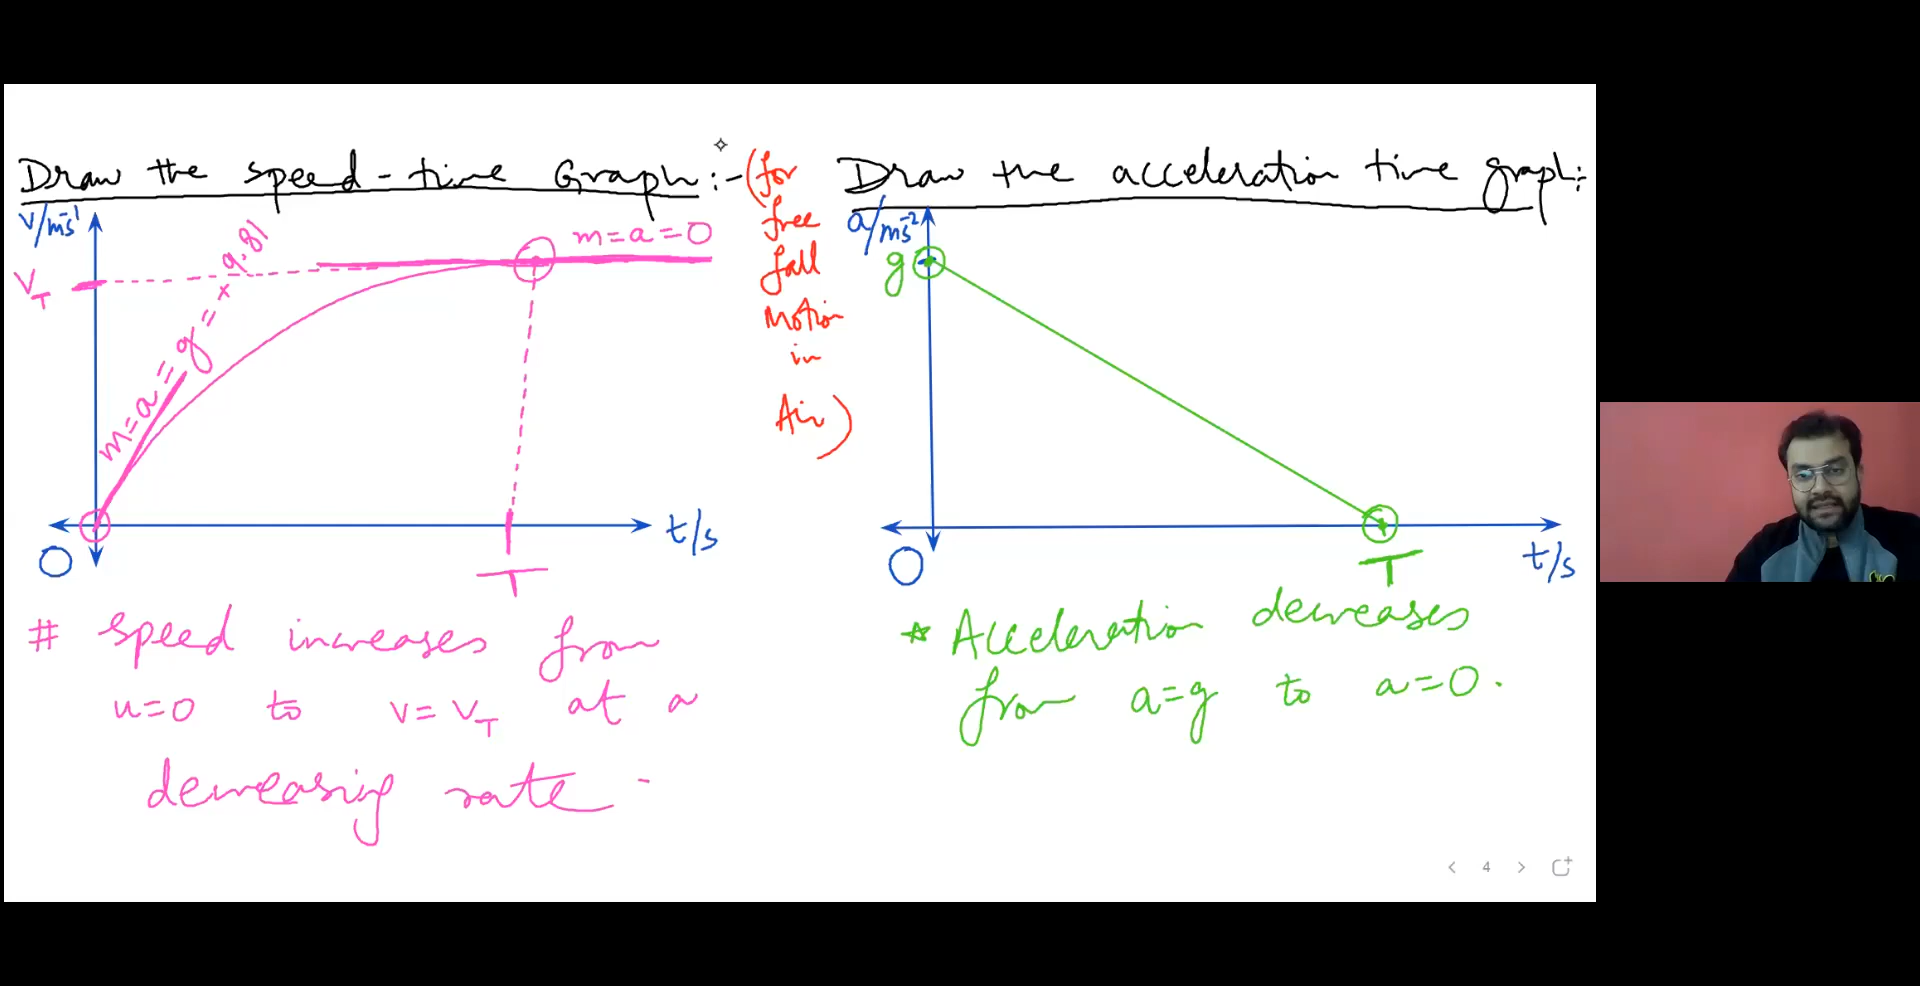 Draw the speed-time Graph:-
(for
free
fall
Motion
in
Air)
v/ms⁻¹
V_T
m=a=g=9.81
m=a=0
O
T
t/s
# speed increases from
u=0 to v=V_T at a
decreasing rate -
Draw the acceleration time graph:
a/ms⁻²
g
O
T
t/s
* Acceleration decreases
from a=g to a=0.
< 4 >